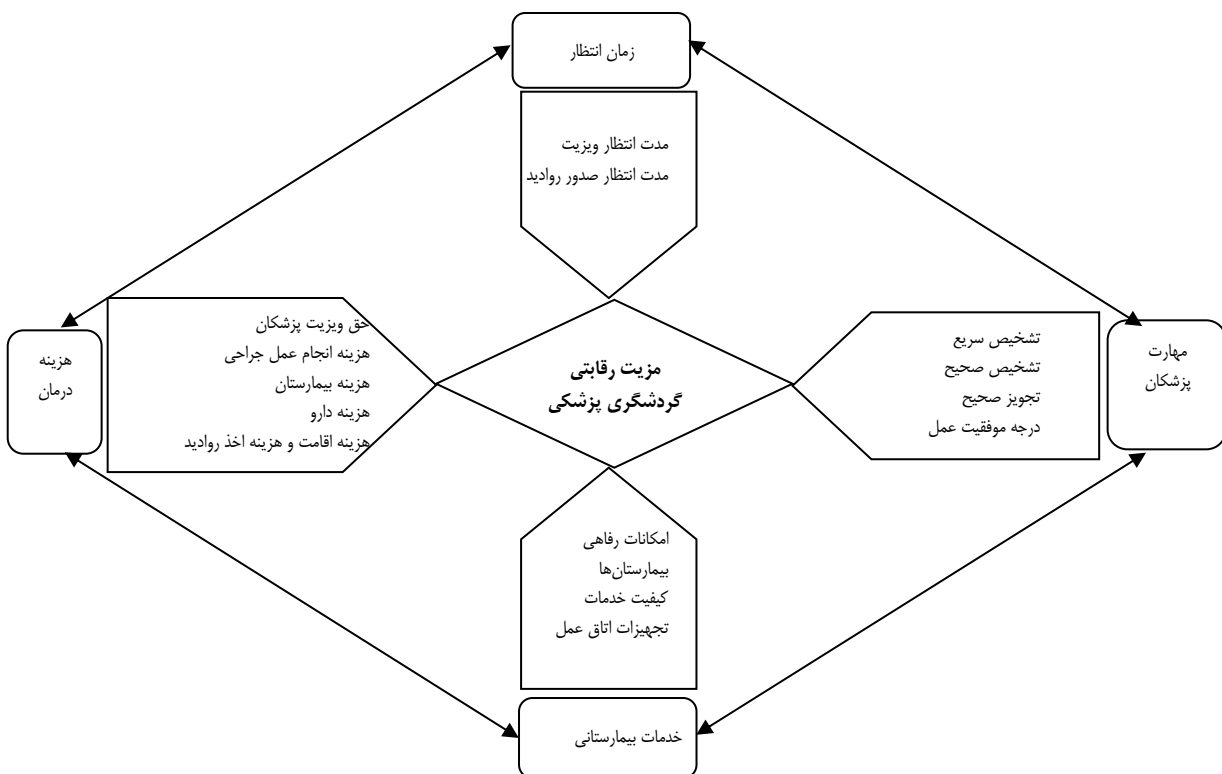 زمان انتظار
مدت انتظار ویزیت
مدت انتظار صدور روادید
مهارت
پزشکان
تشخیص سریع
تشخیص صحیح
تجویز صحیح
درجه موفقیت عمل
مزیت رقابتی
گردشگری پزشکی
حق ویزیت پزشکان
هزینه انجام عمل جراحی
هزینه بیمارستان
هزینه دارو
هزینه اقامت و هزینه اخذ روادید
هزینه
درمان
امکانات رفاهی
بیمارستان‌ها
کیفیت خدمات
تجهیزات اتاق عمل
خدمات بیمارستانی